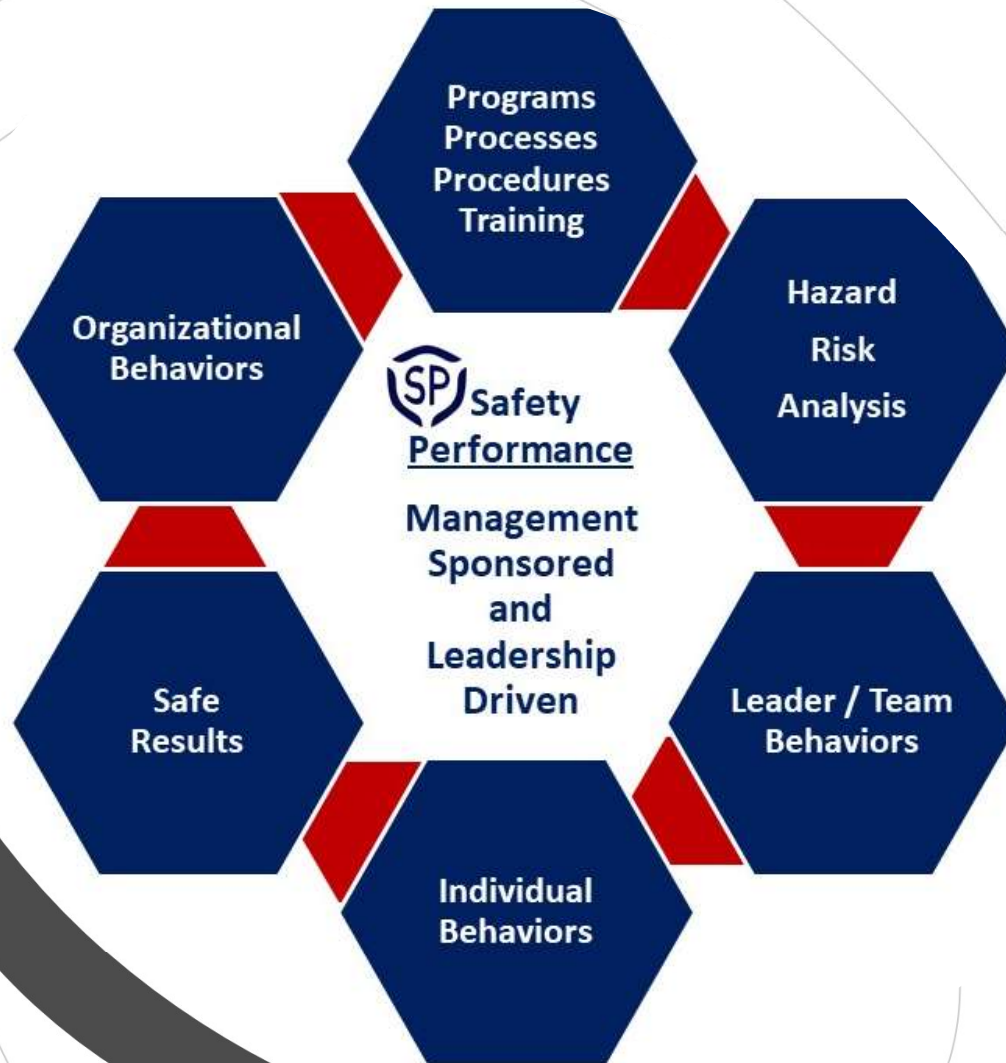 Programs
Processes
Procedures
Training
Hazard
Risk
Analysis
Organizational
Behaviors
SP Safety
Performance
Management
Sponsored
and
Leadership
Driven
Leader / Team
Behaviors
Safe
Results
Individual
Behaviors